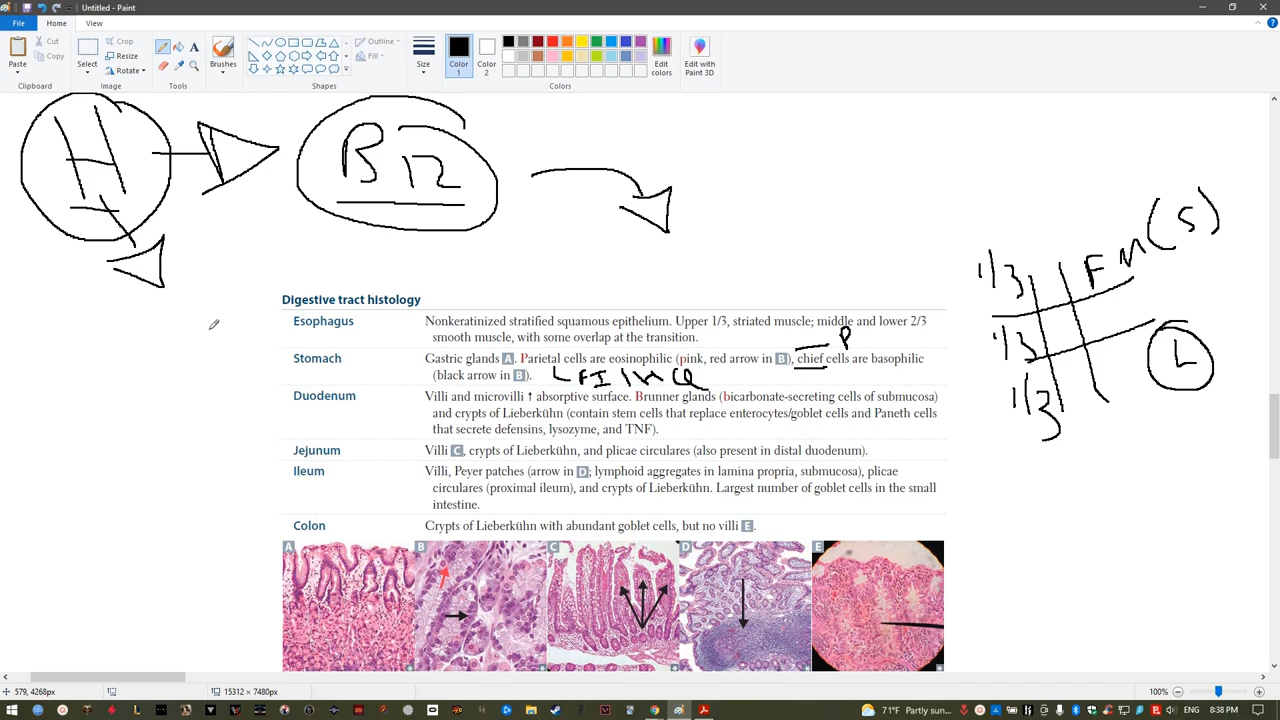 Untitled - Paint
File
Home
View
Paste
Cut
Copy
Clipboard
Select
Crop
Resize
Rotate
Image
Tools
Brushes
Shapes
Outline
Fill
Size
Color 1
Color 2
Edit colors
Edit with Paint 3D
Colors
H
B12
1/3
1/3
1/3
F M (S)
L
P
Digestive tract histology
Esophagus
Nonkeratinized stratified squamous epithelium. Upper 1/3, striated muscle; middle and lower 2/3
smooth muscle, with some overlap at the transition.
Stomach
Gastric glands A. Parietal cells are eosinophilic (pink, red arrow in B), chief cells are basophilic
(black arrow in B).
Duodenum
Villi and microvilli ↑ absorptive surface. Brunner glands (bicarbonate-secreting cells of submucosa)
and crypts of Lieberkühn (contain stem cells that replace enterocytes/goblet cells and Paneth cells
that secrete defensins, lysozyme, and TNF).
Jejunum
Villi C, crypts of Lieberkühn, and plicae circulares (also present in distal duodenum).
Ileum
Villi, Peyer patches (arrow in D; lymphoid aggregates in lamina propria, submucosa), plicae
circulares (proximal ileum), and crypts of Lieberkühn. Largest number of goblet cells in the small
intestine.
Colon
Crypts of Lieberkühn with abundant goblet cells, but no villi E.
A
B
C
D
E
579, 4268px
15312 × 7480px
100%
71°F Partly sun...
ENG
8:38 PM